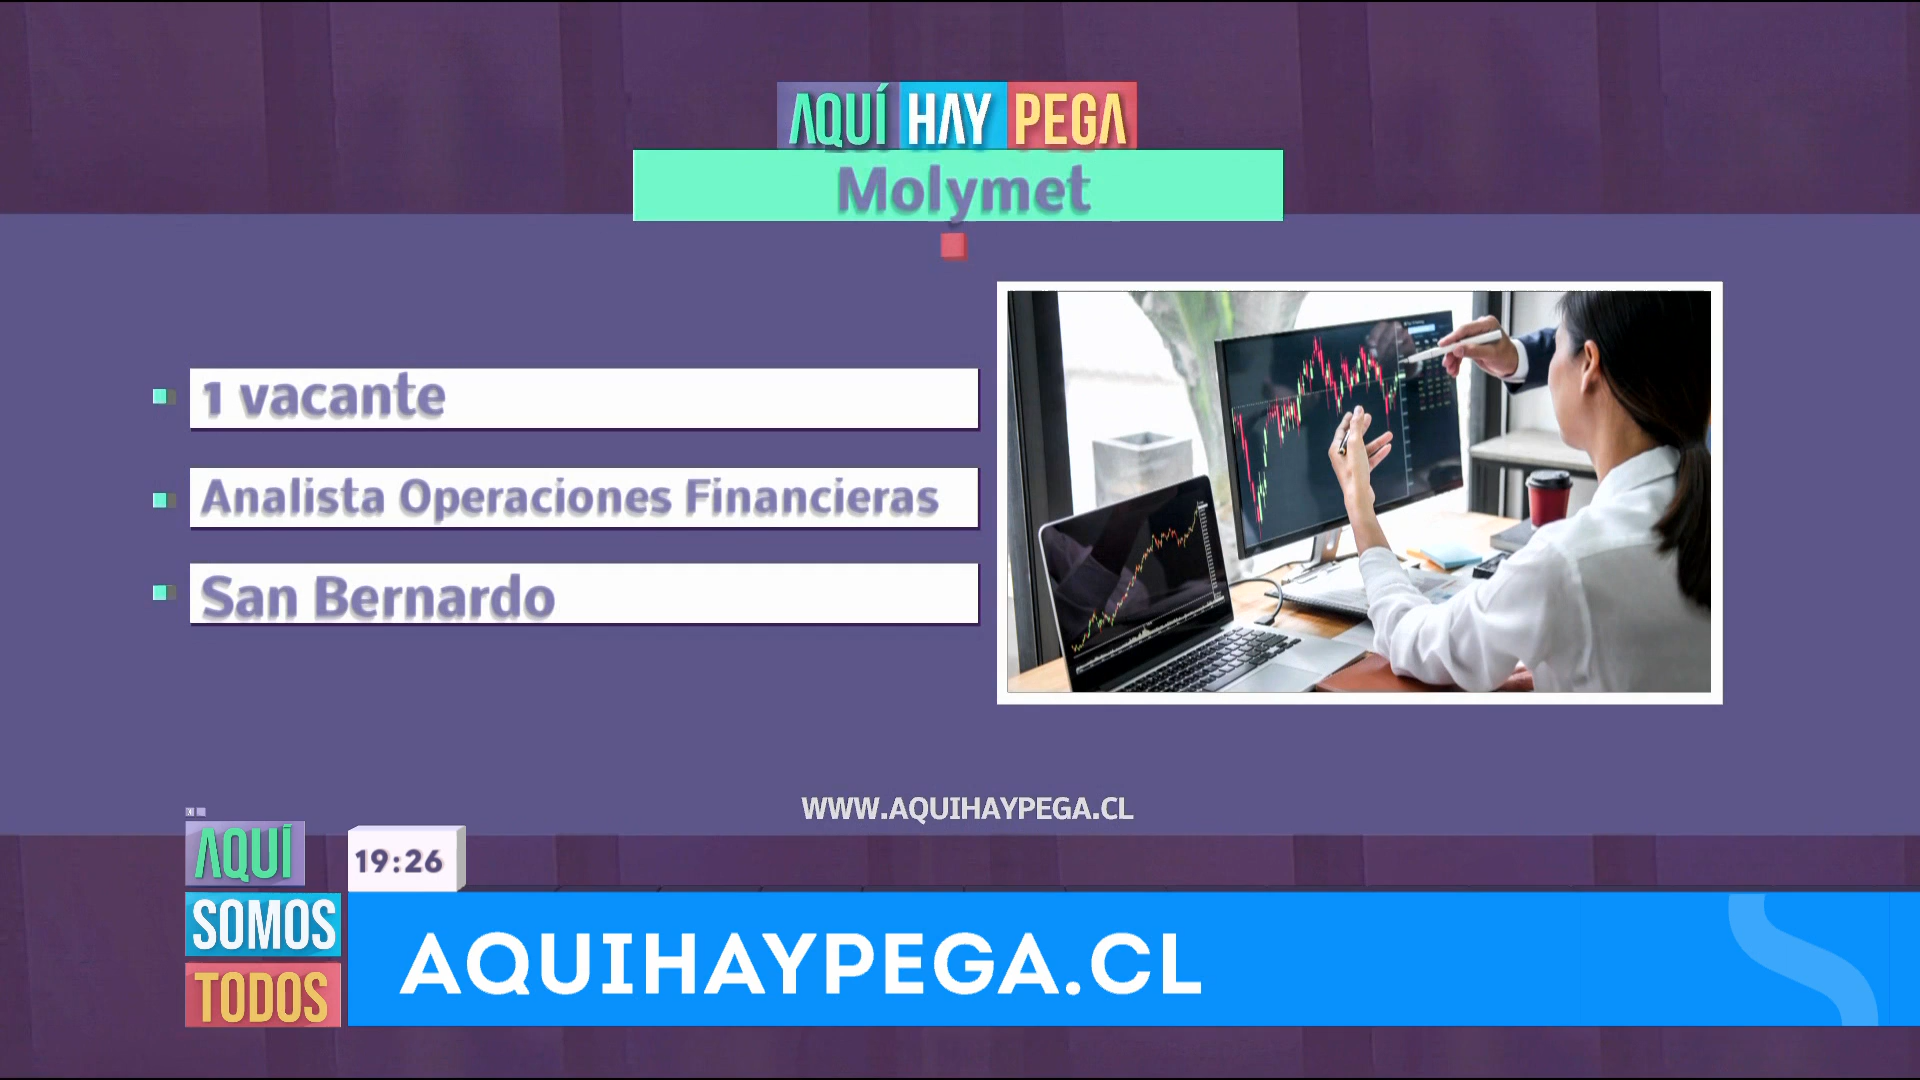 AQUÍ HAY PEGA
Molymet
1 vacante
Analista Operaciones Financieras
San Bernardo
WWW.AQUIHAYPEGA.CL
AQUÍ
SOMOS
TODOS
19:26
AQUIHAYPEGA.CL